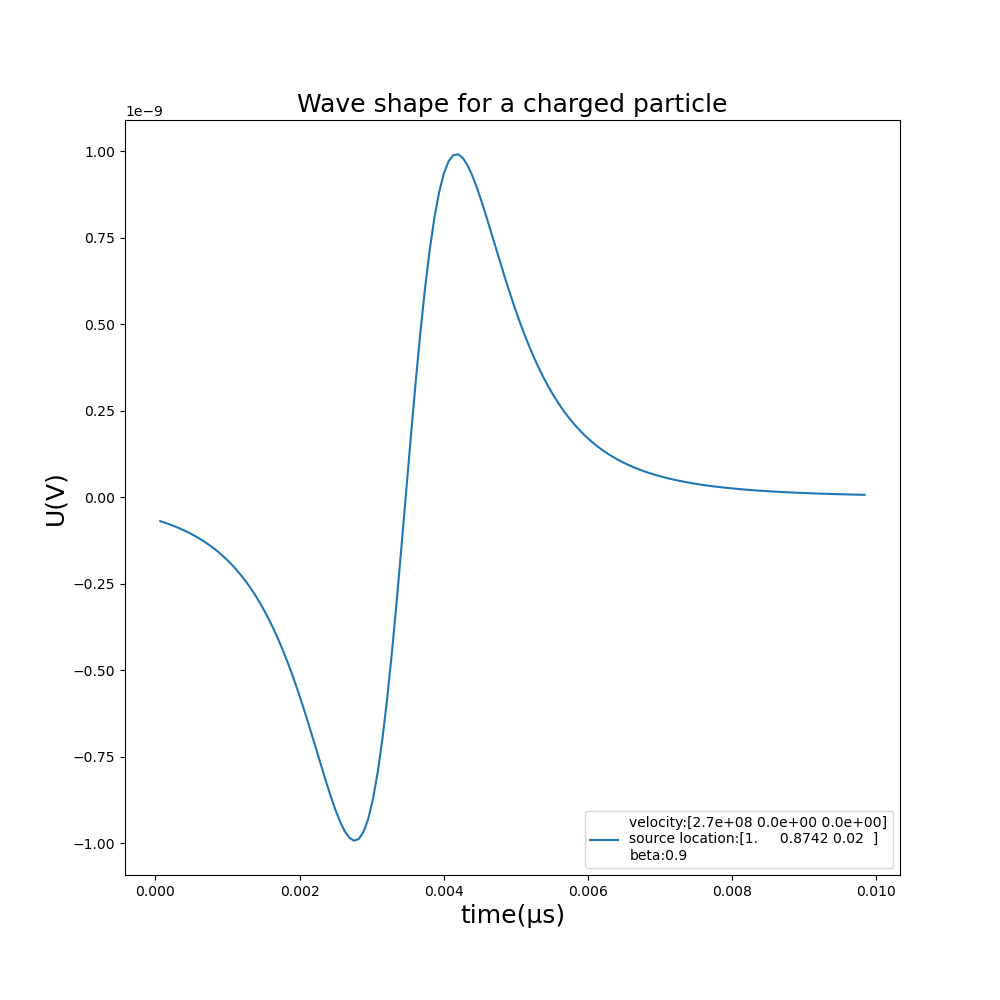 Wave shape for a charged particle
1e−9
1.00
0.75
0.50
0.25
0.00
−0.25
−0.50
−0.75
−1.00
U(V)
velocity:[2.7e+08 0.0e+00 0.0e+00]
source location:[1.     0.8742 0.02  ]
beta:0.9
0.000 0.002 0.004 0.006 0.008 0.010
time(μs)